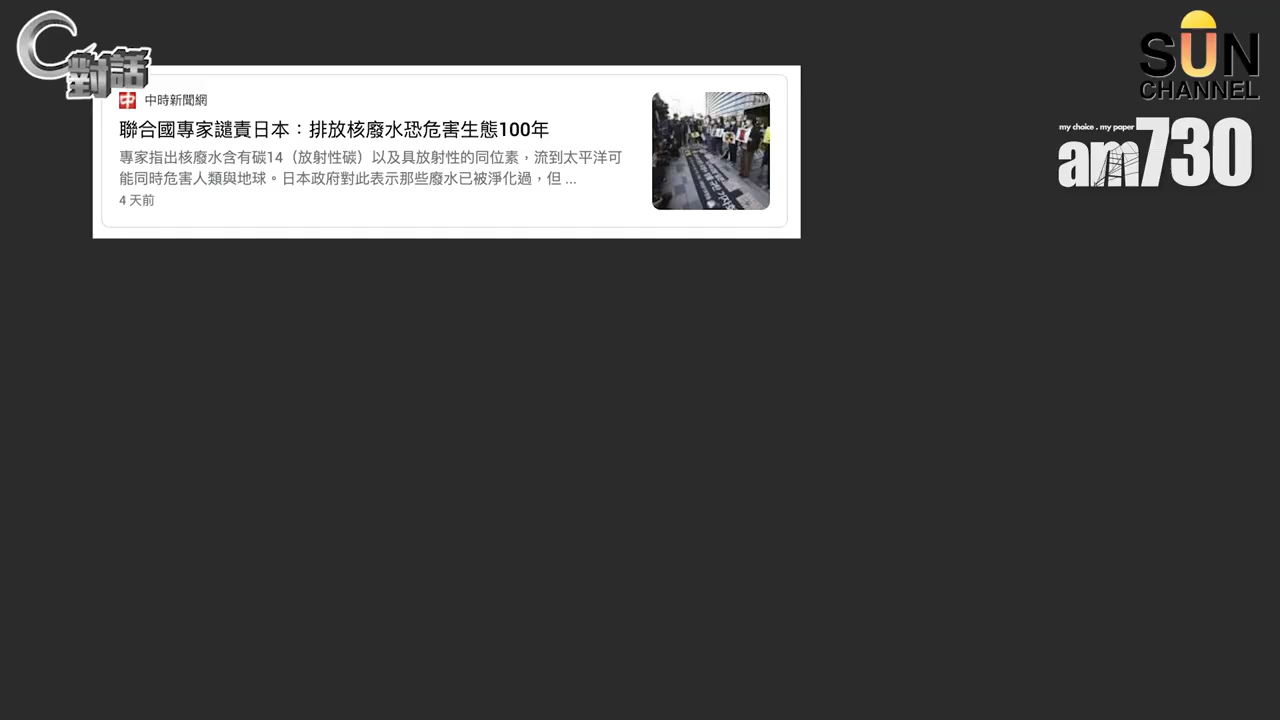 C對話
SUN
CHANNEL
my choice . my paper
am730
中 中時新聞網
聯合國專家譴責日本：排放核廢水恐危害生態100年
專家指出核廢水含有碳14（放射性碳）以及具放射性的同位素，流到太平洋可
能同時危害人類與地球。日本政府對此表示那些廢水已被淨化過，但 ...
4 天前